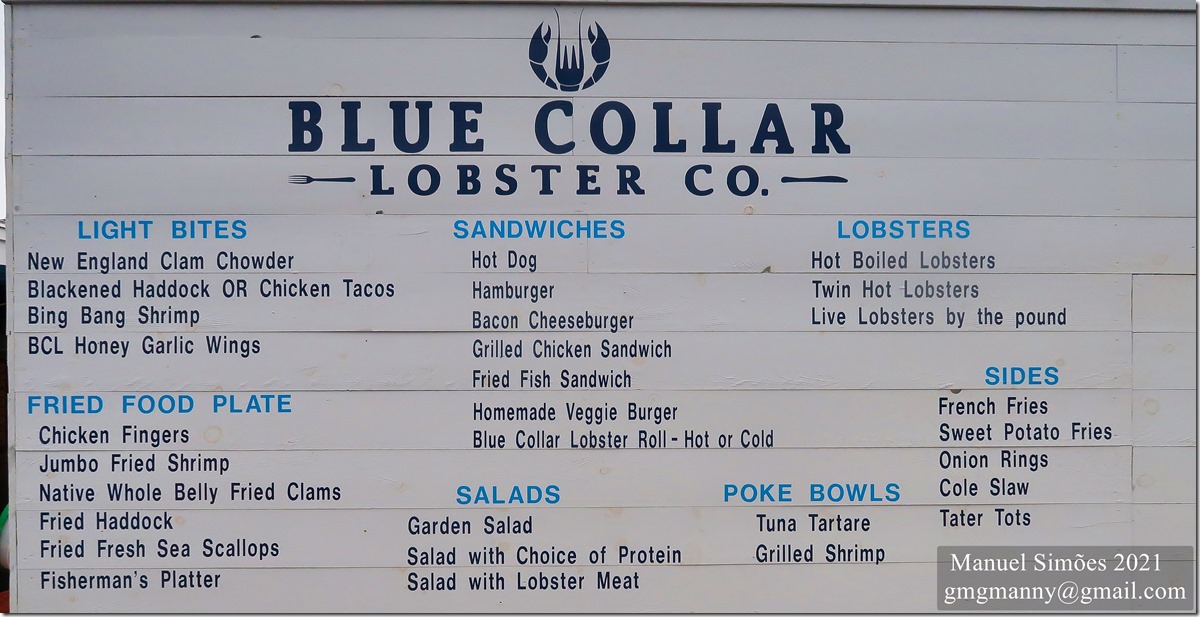 BLUE COLLAR
LOBSTER CO.
LIGHT BITES
New England Clam Chowder
Blackened Haddock OR Chicken Tacos
Bing Bang Shrimp
BCL Honey Garlic Wings
FRIED FOOD PLATE
Chicken Fingers
Jumbo Fried Shrimp
Native Whole Belly Fried Clams
Fried Haddock
Fried Fresh Sea Scallops
Fisherman's Platter
SANDWICHES
Hot Dog
Hamburger
Bacon Cheeseburger
Grilled Chicken Sandwich
Fried Fish Sandwich
Homemade Veggie Burger
Blue Collar Lobster Roll - Hot or Cold
SALADS
Garden Salad
Salad with Choice of Protein
Salad with Lobster Meat
LOBSTERS
Hot Boiled Lobsters
Twin Hot Lobsters
Live Lobsters by the pound
POKE BOWLS
Tuna Tartare
Grilled Shrimp
SIDES
French Fries
Sweet Potato Fries
Onion Rings
Cole Slaw
Tater Tots
Manuel Simões 2021
gmgmanny@gmail.com